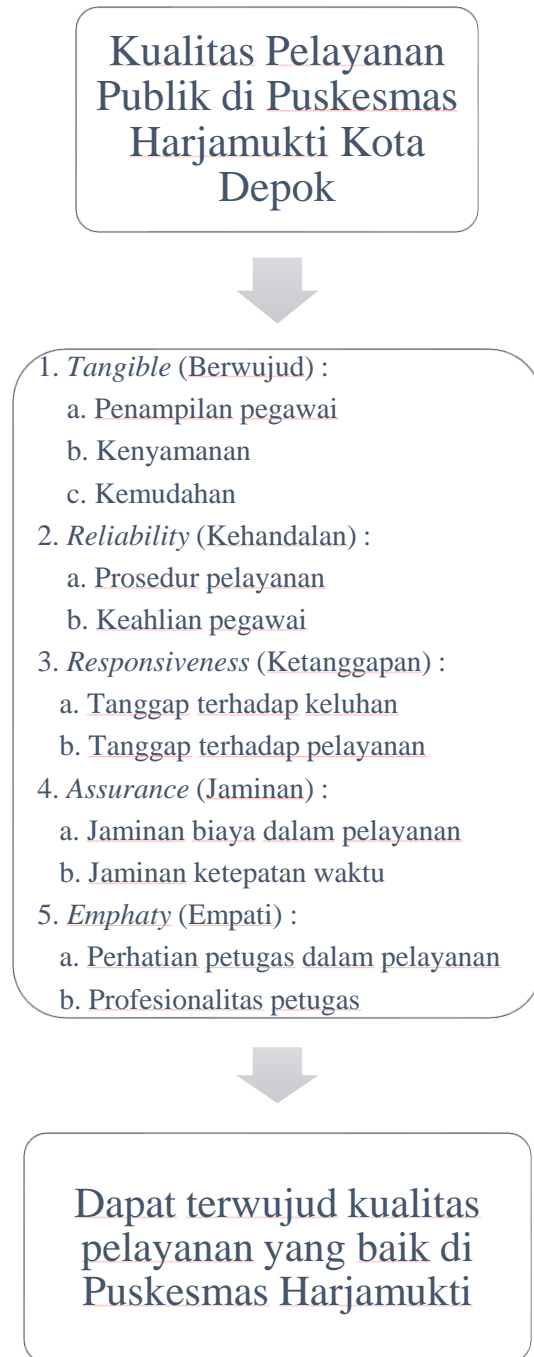 Kualitas Pelayanan
Publik di Puskesmas
Harjamukti Kota
Depok
1. Tangible (Berwujud) :
a. Penampilan pegawai
b. Kenyamanan
c. Kemudahan
2. Reliability (Kehandalan) :
a. Prosedur pelayanan
b. Keahlian pegawai
3. Responsiveness (Ketanggapan) :
a. Tanggap terhadap keluhan
b. Tanggap terhadap pelayanan
4. Assurance (Jaminan) :
a. Jaminan biaya dalam pelayanan
b. Jaminan ketepatan waktu
5. Emphaty (Empati) :
a. Perhatian petugas dalam pelayanan
b. Profesionalitas petugas
Dapat terwujud kualitas
pelayanan yang baik di
Puskesmas Harjamukti